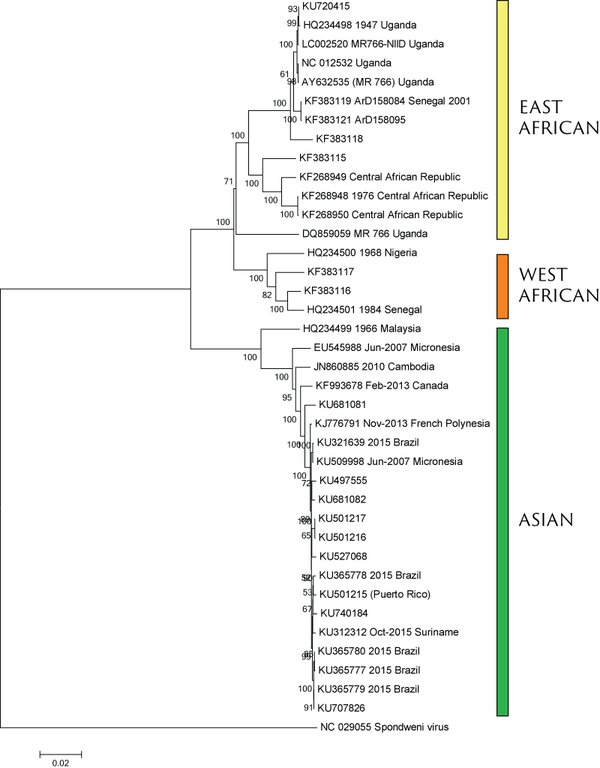 KU720415
93
HQ234498 1947 Uganda
99
LC002520 MR766-NIID Uganda
100
NC 012532 Uganda
61
AY632535 (MR 766) Uganda
KF383119 ArD158084 Senegal 2001
100
KF383121 ArD158095
100
EAST
AFRICAN
KF383118
100
KF383115
KF268949 Central African Republic
100
71
KF268948 1976 Central African Republic
100
KF268950 Central African Republic
100
100
DQ859059 MR 766 Uganda
HQ234500 1968 Nigeria
KF383117
100
KF383116
82
HQ234501 1984 Senegal
100
WEST
AFRICAN
HQ234499 1966 Malaysia
EU545988 Jun-2007 Micronesia
100
JN860885 2010 Cambodia
100
KF993678 Feb-2013 Canada
95
KU681081
100
KJ776791 Nov-2013 French Polynesia
KU321639 2015 Brazil
100
KU509998 Jun-2007 Micronesia
100
KU497555
72
KU681082
KU501217
KU501216
65
ASIAN
KU527068
KU365778 2015 Brazil
KU501215 (Puerto Rico)
53
KU740184
67
KU312312 Oct-2015 Suriname
KU365780 2015 Brazil
KU365777 2015 Brazil
KU365779 2015 Brazil
100
KU707826
91
NC 029055 Spondweni virus
0.02